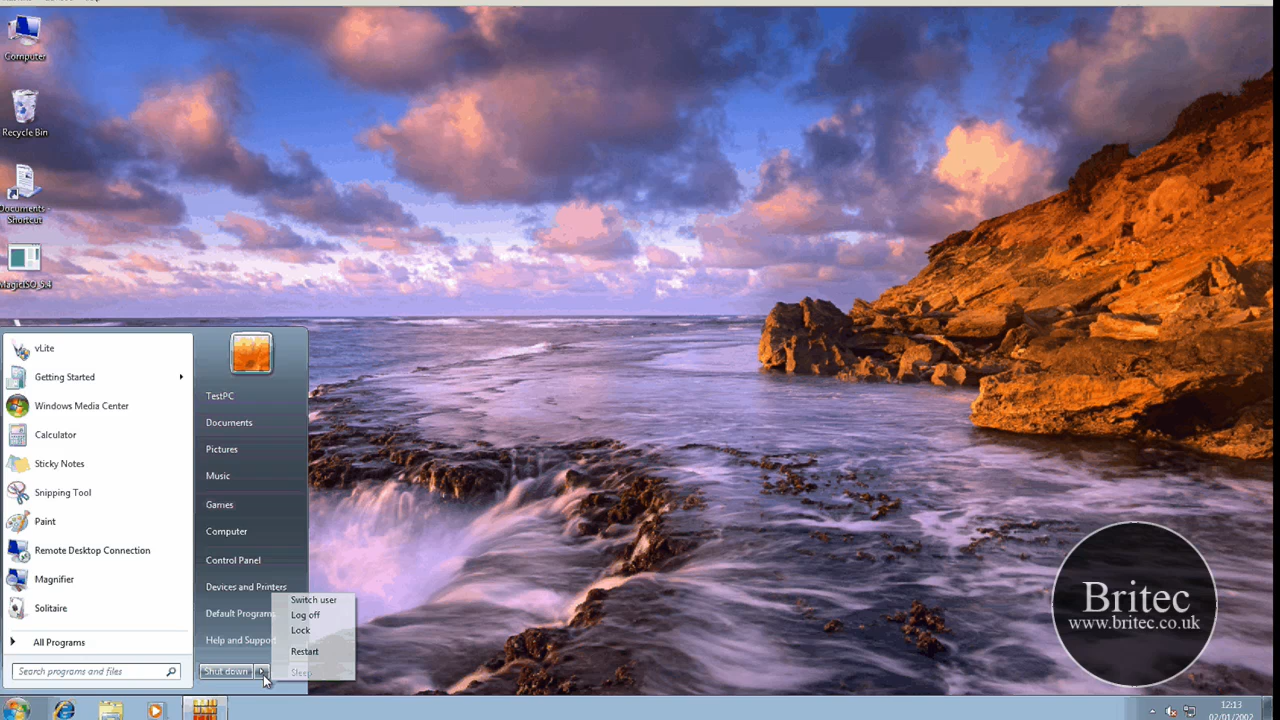 Computer
Recycle Bin
Documents -
Shortcut
MagicISO_5.4
vLite
Getting Started
Windows Media Center
Calculator
Sticky Notes
Snipping Tool
Paint
Remote Desktop Connection
Magnifier
Solitaire
All Programs
Search programs and files
TestPC
Documents
Pictures
Music
Games
Computer
Control Panel
Devices and Printers
Default Programs
Help and Support
Shut down
Switch user
Log off
Lock
Restart
Sleep
Britec
www.britec.co.uk
12:13
02/01/2002